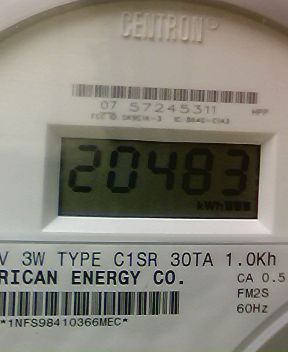 CENTRON®
07 57245311
HPP
20483
kWh
V 3W TYPE C1SR 30TA 1.0Kh
RICAN ENERGY CO.
CA 0.5
FM2S
60Hz
*1NFS98410366MEC*